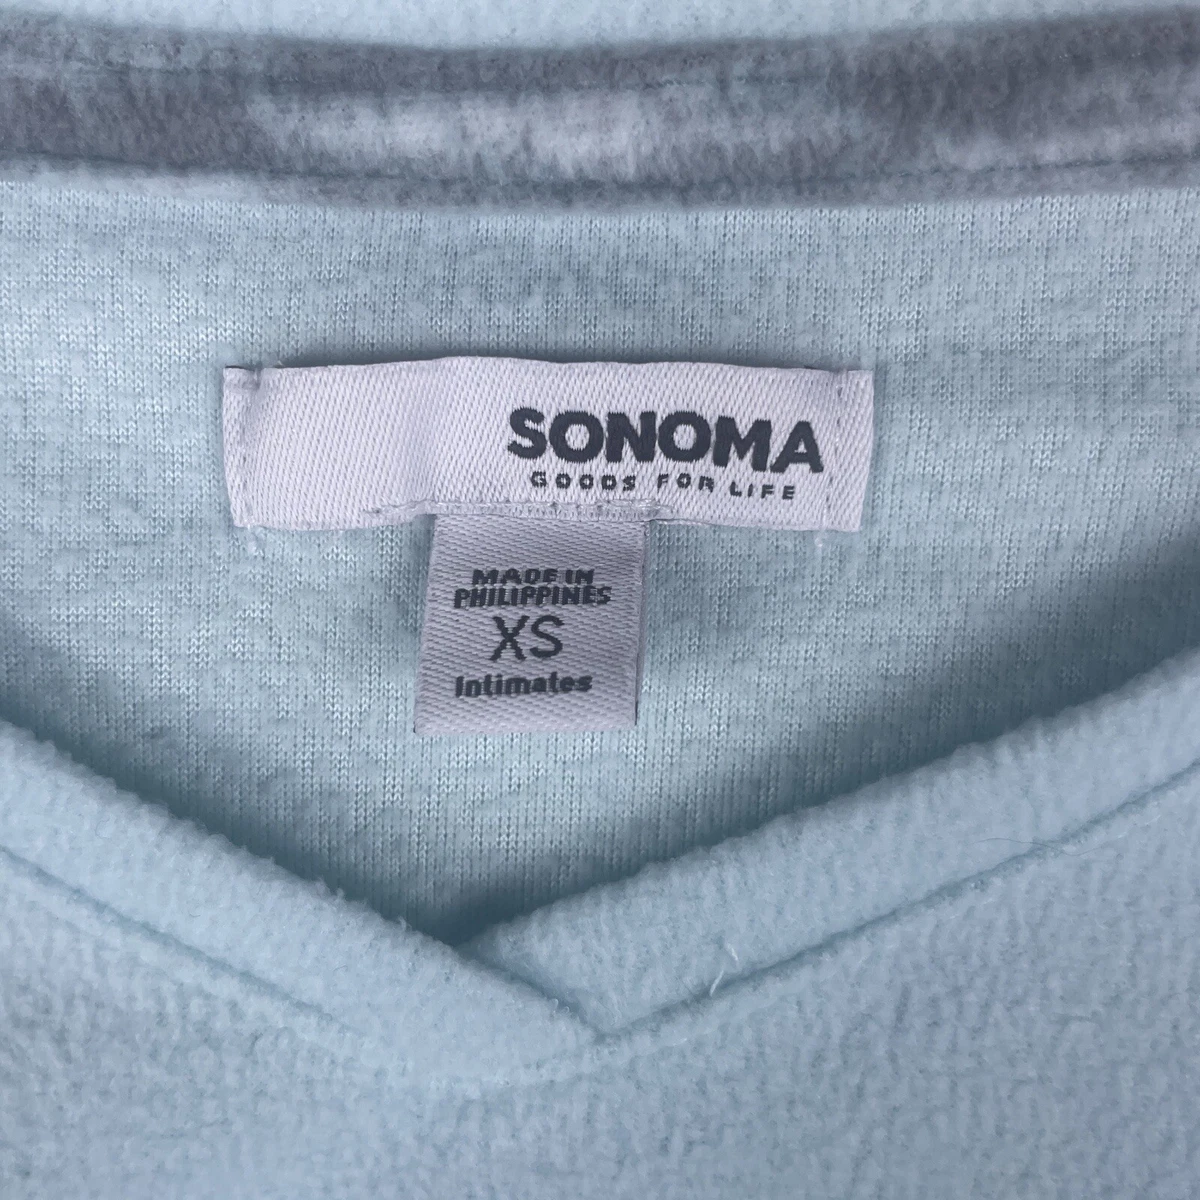 SONOMA
GOODS FOR LIFE
MADE IN
PHILIPPINES
XS
Intimates